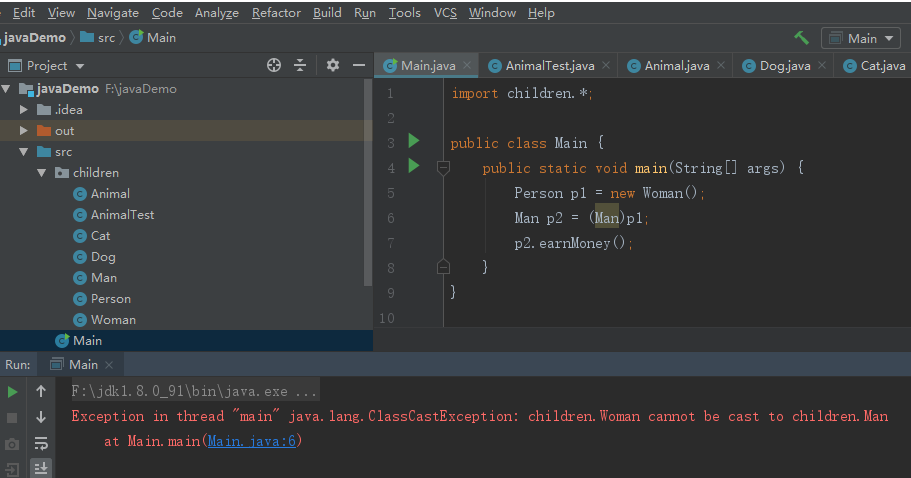 Edit View Navigate Code Analyze Refactor Build Run Tools VCS Window Help
javaDemo src Main
Main
Project
Main.java AnimalTest.java Animal.java Dog.java Cat.java
javaDemo F:\javaDemo
.idea
out
src
children
Animal
AnimalTest
Cat
Dog
Man
Person
Woman
Main
1 import children.*;
2
3 public class Main {
4 public static void main(String[] args) {
5 Person p1 = new Woman();
6 Man p2 = (Man)p1;
7 p2.earnMoney();
8 }
9 }
10
Run: Main
F:\jdk1.8.0_91\bin\java.exe ...
Exception in thread "main" java.lang.ClassCastException: children.Woman cannot be cast to children.Man
at Main.main(Main.java:6)